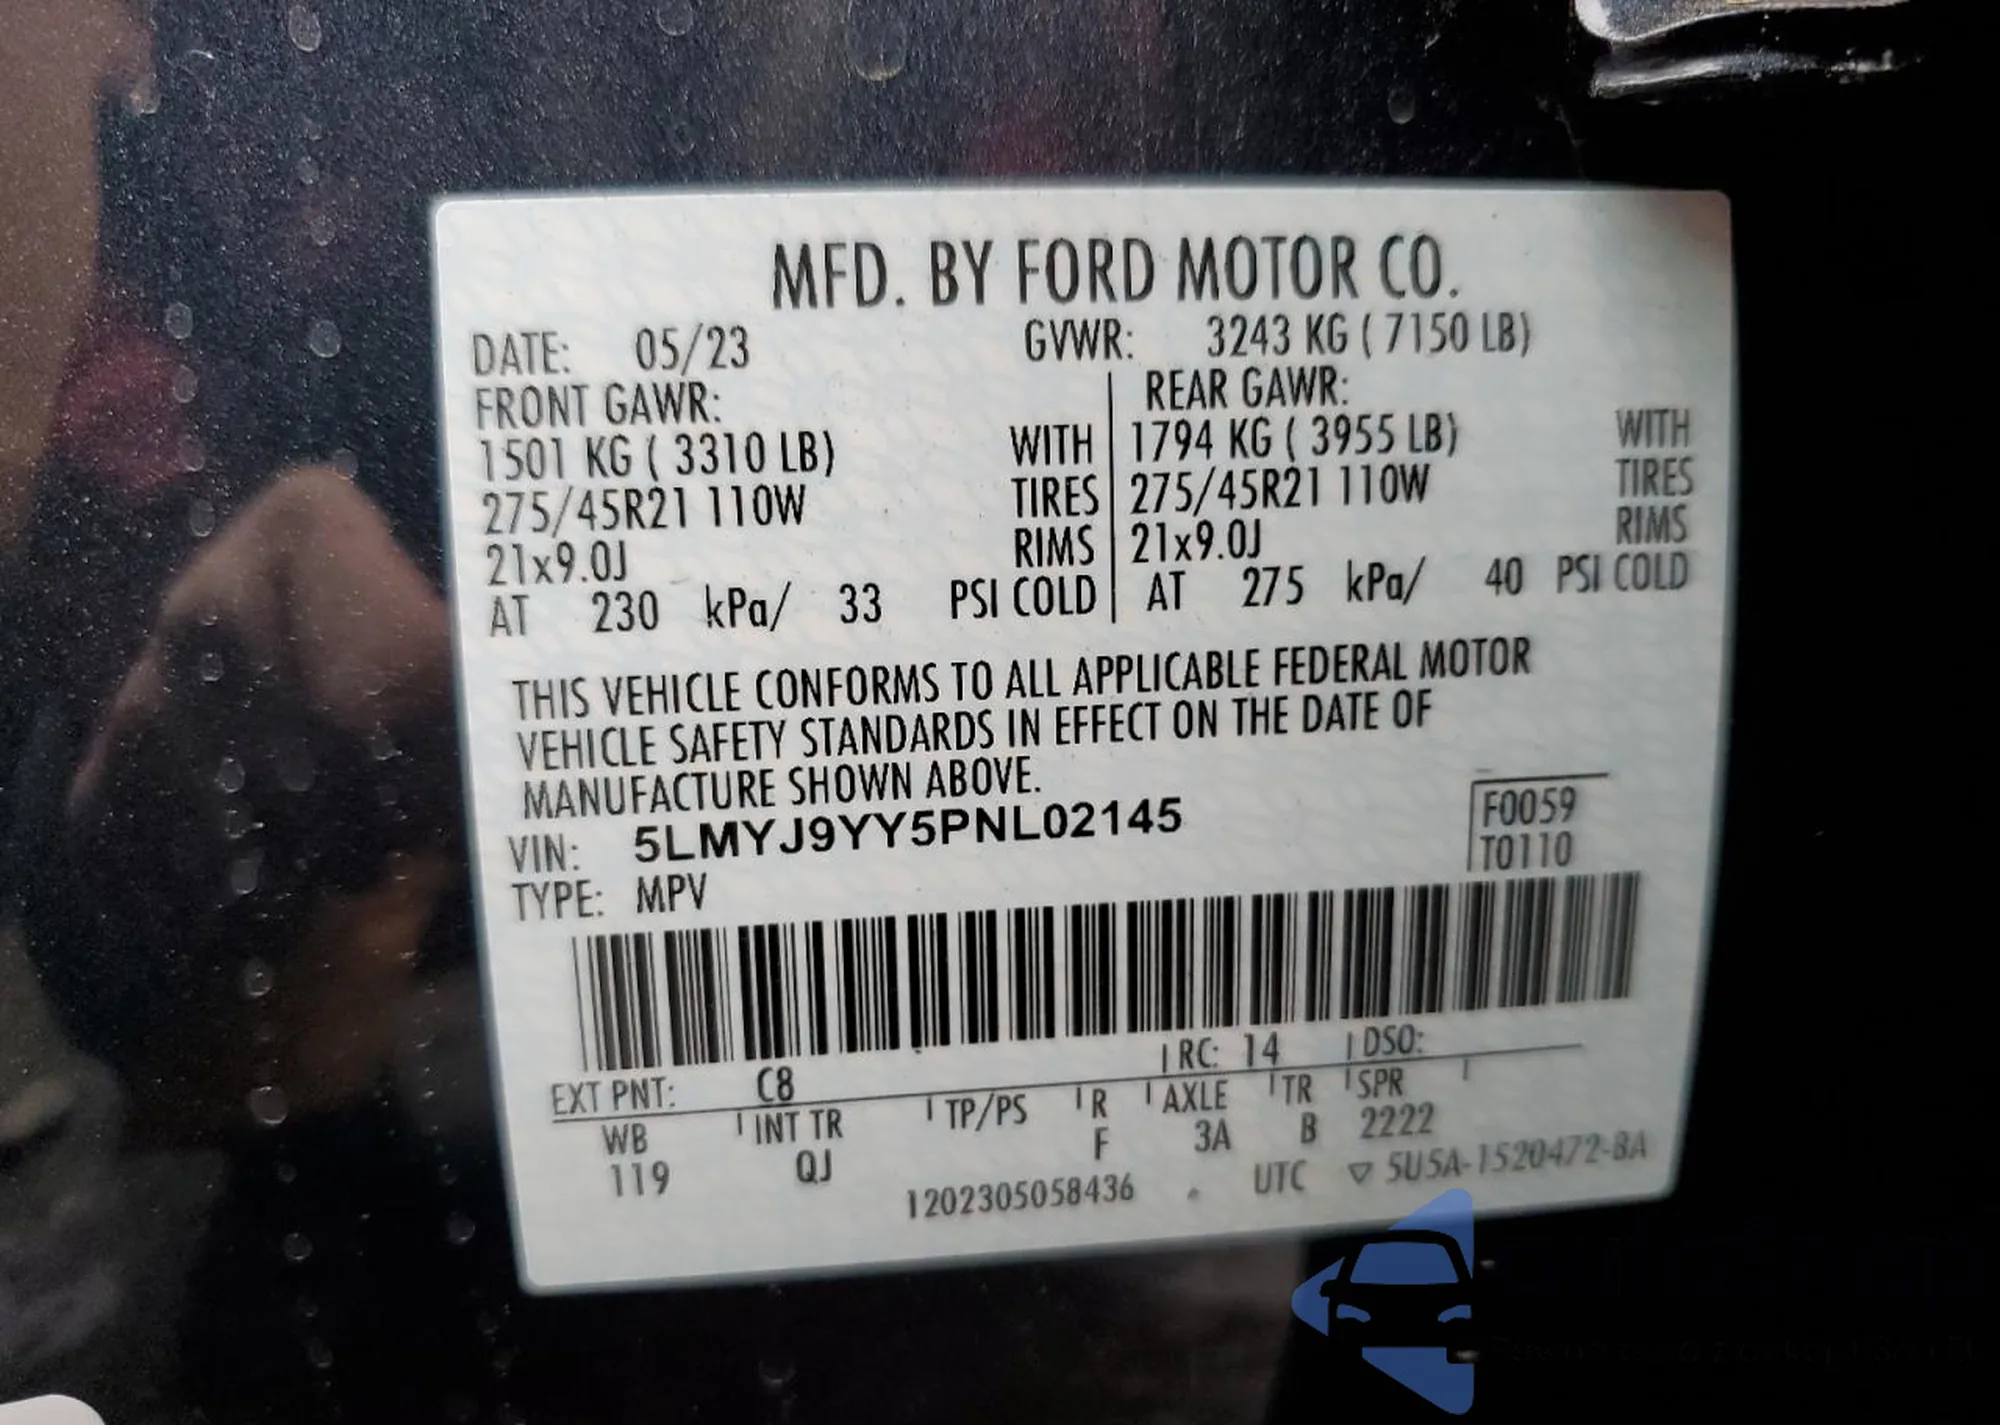 MFD. BY FORD MOTOR CO.
DATE: 05/23 GVWR: 3243 KG ( 7150 LB)
FRONT GAWR: REAR GAWR:
1501 KG ( 3310 LB) WITH 1794 KG ( 3955 LB) WITH
275/45R21 110W TIRES 275/45R21 110W TIRES
21x9.0J RIMS 21x9.0J RIMS
AT 230 kPa/ 33 PSI COLD AT 275 kPa/ 40 PSI COLD
THIS VEHICLE CONFORMS TO ALL APPLICABLE FEDERAL MOTOR
VEHICLE SAFETY STANDARDS IN EFFECT ON THE DATE OF
MANUFACTURE SHOWN ABOVE.
VIN: 5LMYJ9YY5PNL02145 F0059
TYPE: MPV T0110
EXT PNT: C8 RC: 14 DSO:
WB INT TR TP/PS R AXLE TR SPR
119 QJ F 3A B 2222
1202305058436 UTC ▽ 5U5A-1520472-BA